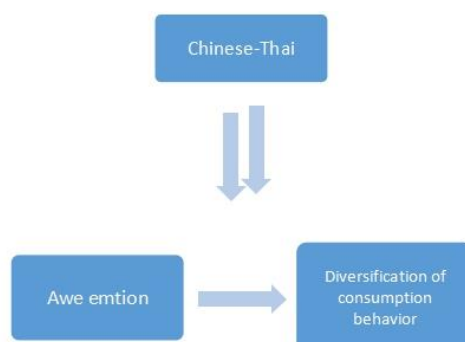 Chinese-Thai
Awe emtion
Diversification of
consumption
behavior